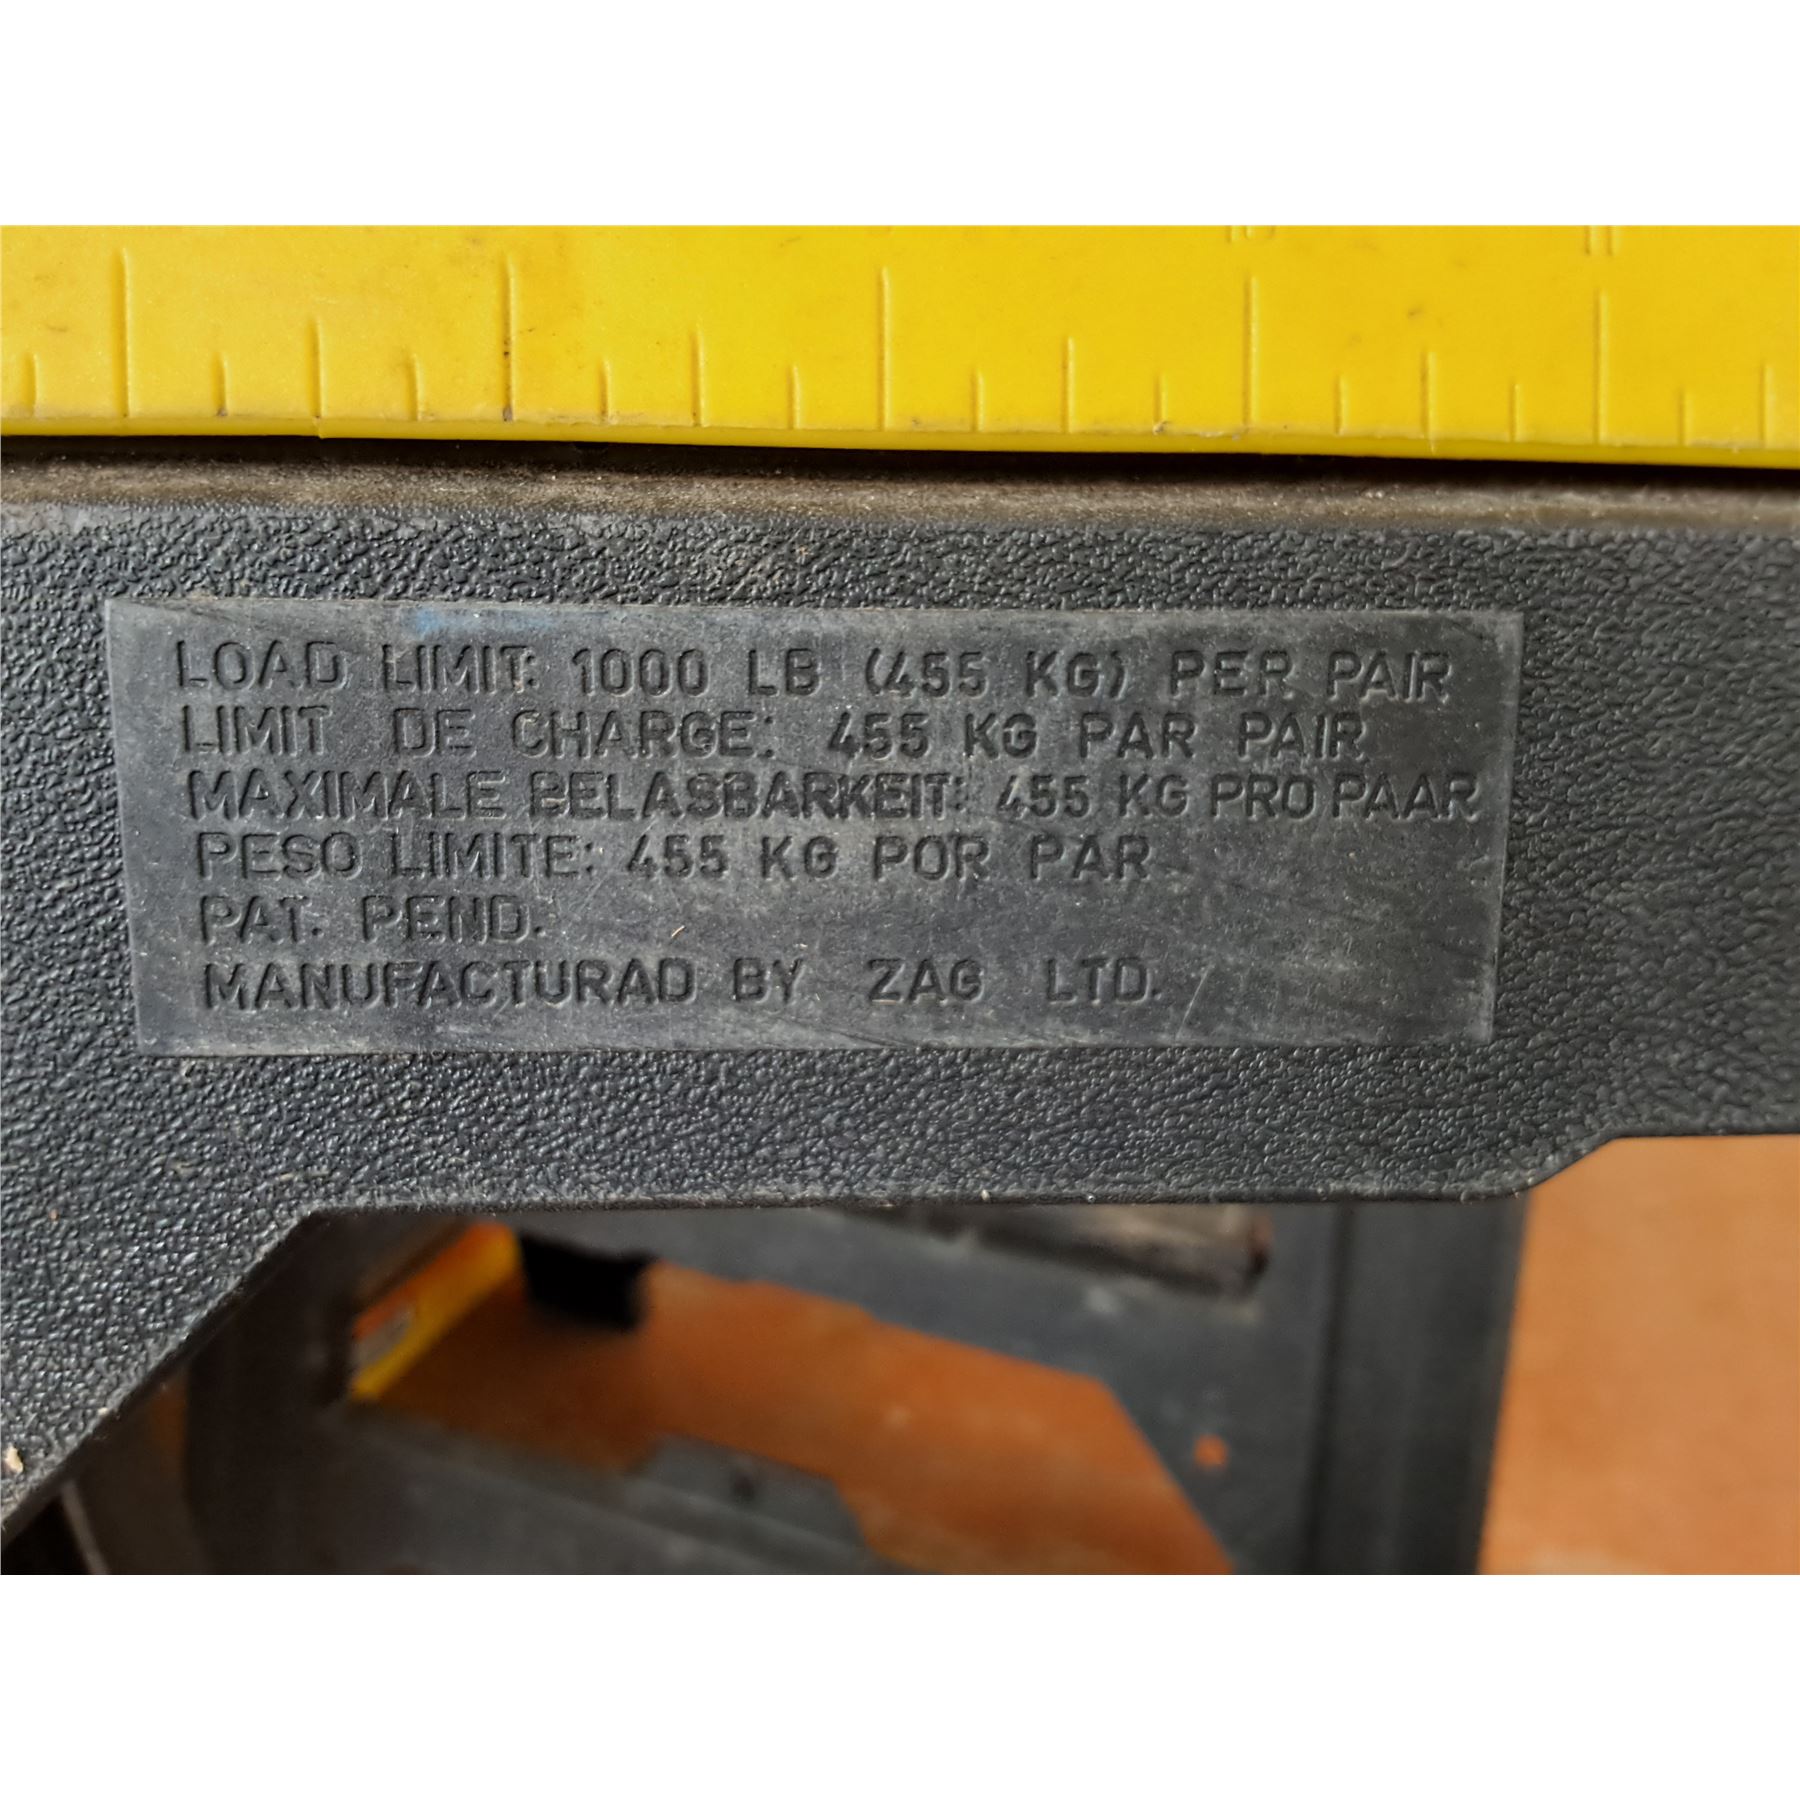 LOAD LIMIT: 1000 LB (455 KG) PER PAIR
LIMIT DE CHARGE: 455 KG PAR PAIR
MAXIMALE BELASBARKEIT: 455 KG PRO PAAR
PESO LIMITE: 455 KG POR PAR
PAT. PEND.
MANUFACTURAD BY ZAG LTD.